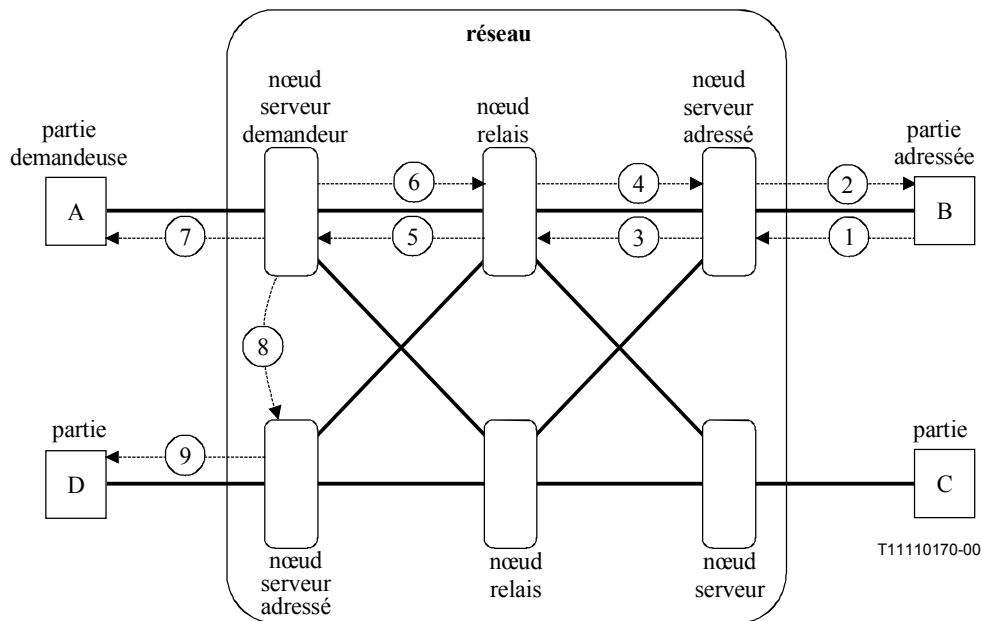 réseau
nœud
serveur
demandeur
nœud
relais
nœud
serveur
adressé
partie
demandeuse
partie
adressée
6
4
2
A
B
7
5
3
1
8
partie
partie
9
D
C
nœud
serveur
adressé
nœud
relais
nœud
serveur
T11110170-00